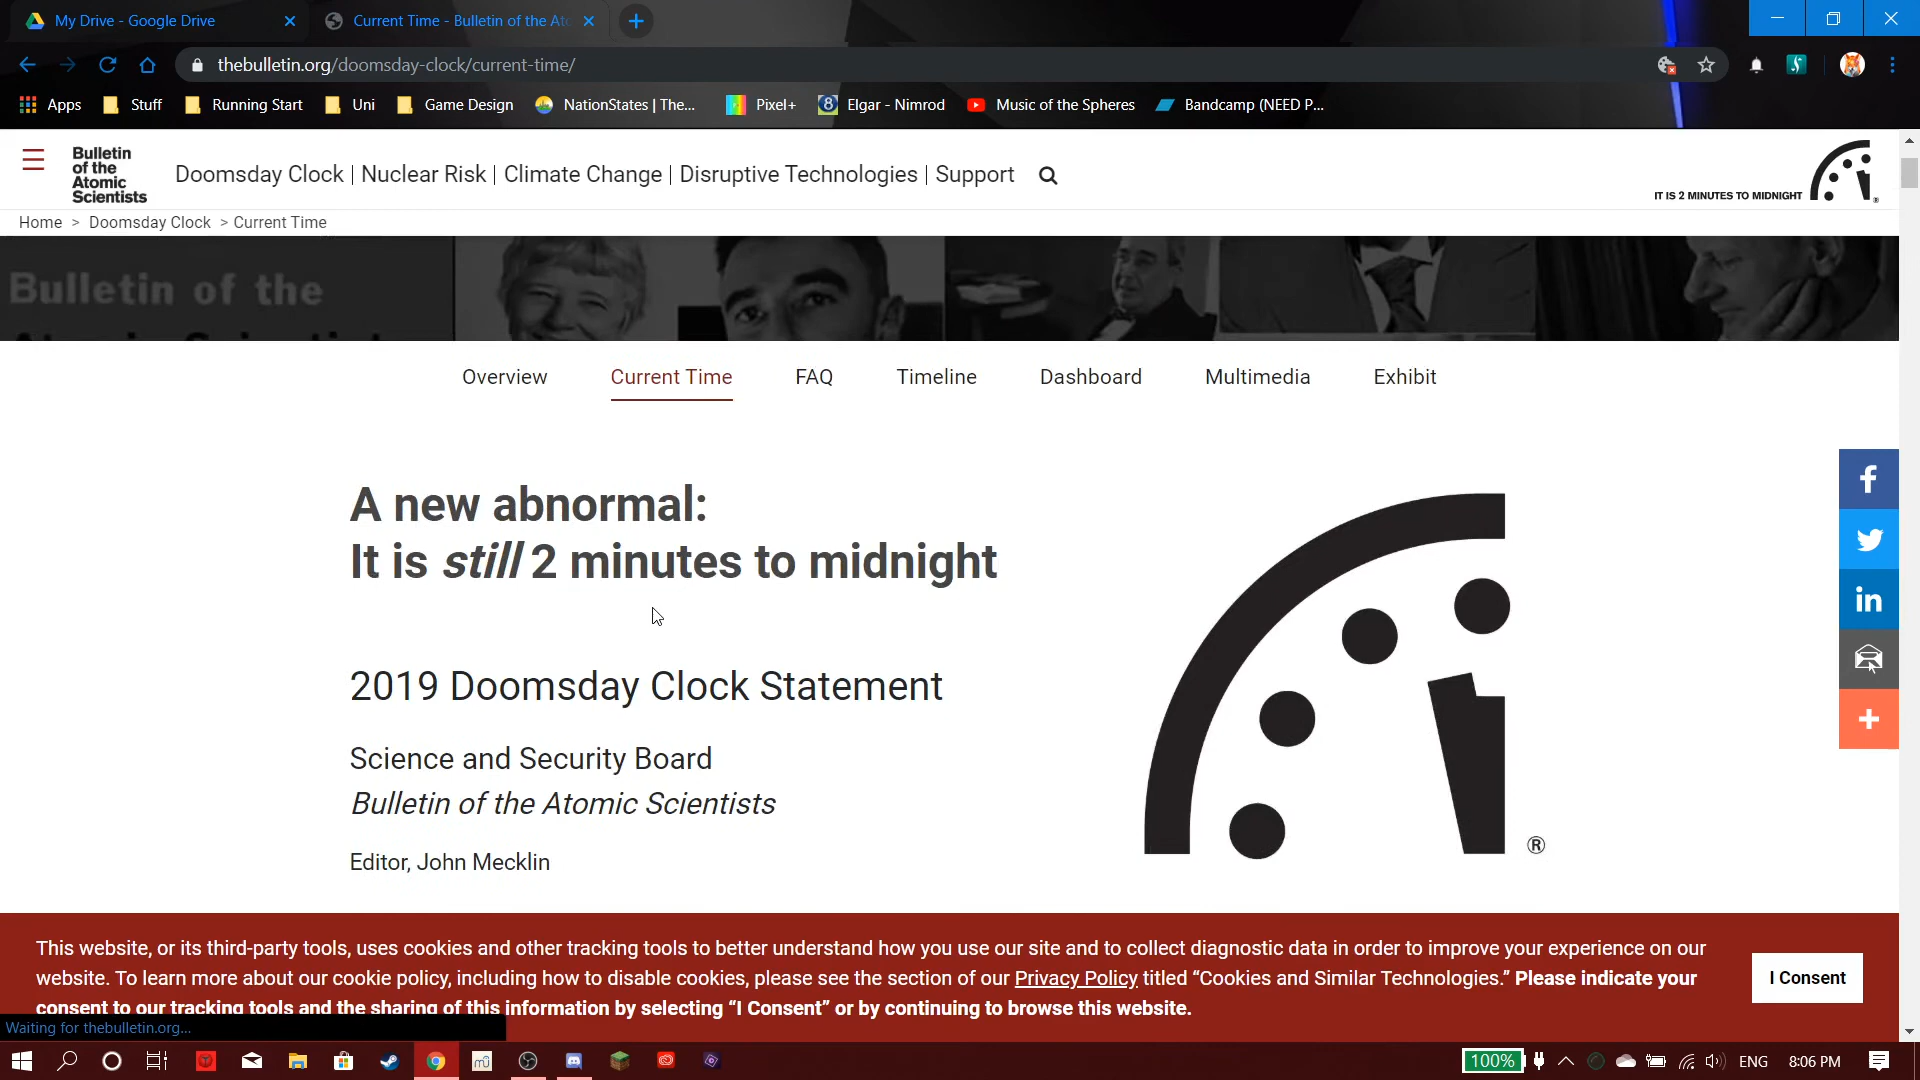 My Drive - Google Drive
Current Time - Bulletin of the Ato
thebulletin.org/doomsday-clock/current-time/
Apps
Stuff
Running Start
Uni
Game Design
NationStates | The...
Pixel+
8
Elgar - Nimrod
Music of the Spheres
Bandcamp (NEED P...
Bulletin
of the
Atomic
Scientists
Doomsday Clock | Nuclear Risk | Climate Change | Disruptive Technologies | Support
IT IS 2 MINUTES TO MIDNIGHT
®
Home > Doomsday Clock > Current Time
Bulletin of the
Atomic Scientist
Overview
Current Time
FAQ
Timeline
Dashboard
Multimedia
Exhibit
A new abnormal:
It is still 2 minutes to midnight
2019 Doomsday Clock Statement
Science and Security Board
Bulletin of the Atomic Scientists
Editor, John Mecklin
®
This website, or its third-party tools, uses cookies and other tracking tools to better understand how you use our site and to collect diagnostic data in order to improve your experience on our
website. To learn more about our cookie policy, including how to disable cookies, please see the section of our Privacy Policy titled “Cookies and Similar Technologies.” Please indicate your
consent to our tracking tools and the sharing of this information by selecting “I Consent” or by continuing to browse this website.
I Consent
Waiting for thebulletin.org...
100%
ENG
8:06 PM